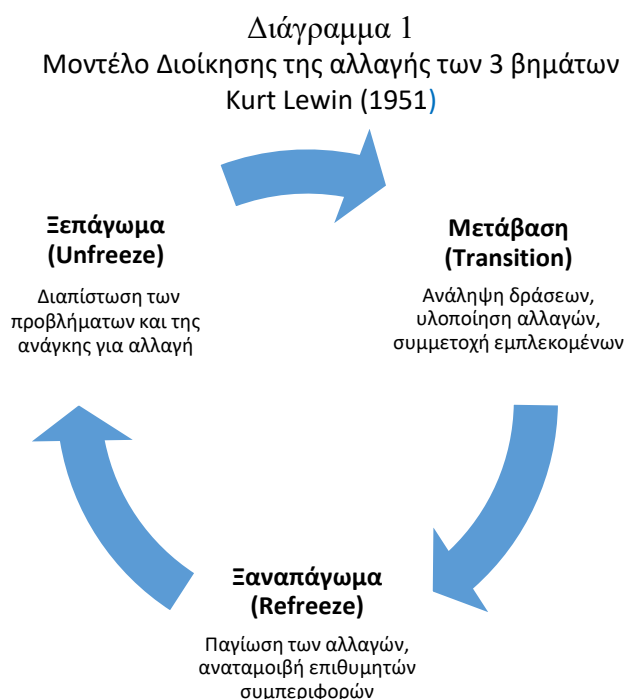 Διάγραμμα 1
Μοντέλο Διοίκησης της αλλαγής των 3 βημάτων
Kurt Lewin (1951)
Ξεπάγωμα
(Unfreeze)
Διαπίστωση των
προβλήματων και της
ανάγκης για αλλαγή
Μετάβαση
(Transition)
Ανάληψη δράσεων,
υλοποίηση αλλαγών,
συμμετοχή εμπλεκομένων
Ξαναπάγωμα
(Refreeze)
Παγίωση των αλλαγών,
αναταμοιβή επιθυμητών
συμπεριφορών